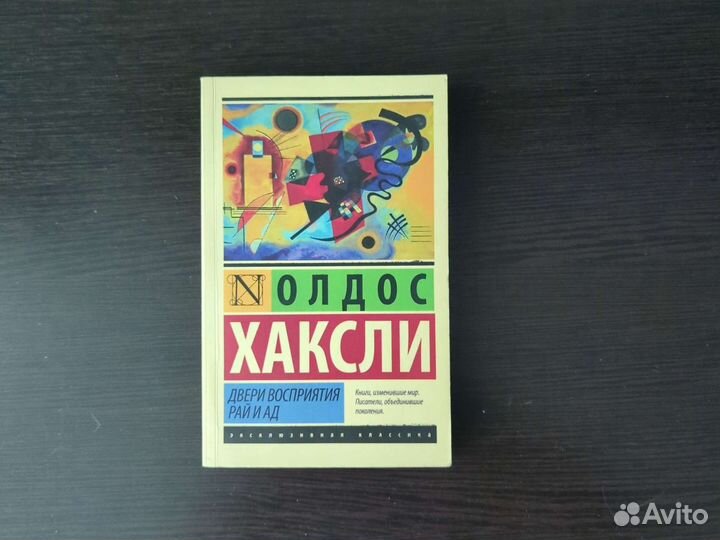 N ОЛДОС
ХАКСЛИ
ДВЕРИ ВОСПРИЯТИЯ
РАЙ И АД
Книги, изменившие мир.
Писатели, объединившие
поколения.
ЭКСКЛЮЗИВНАЯ КЛАССИКА
Avito